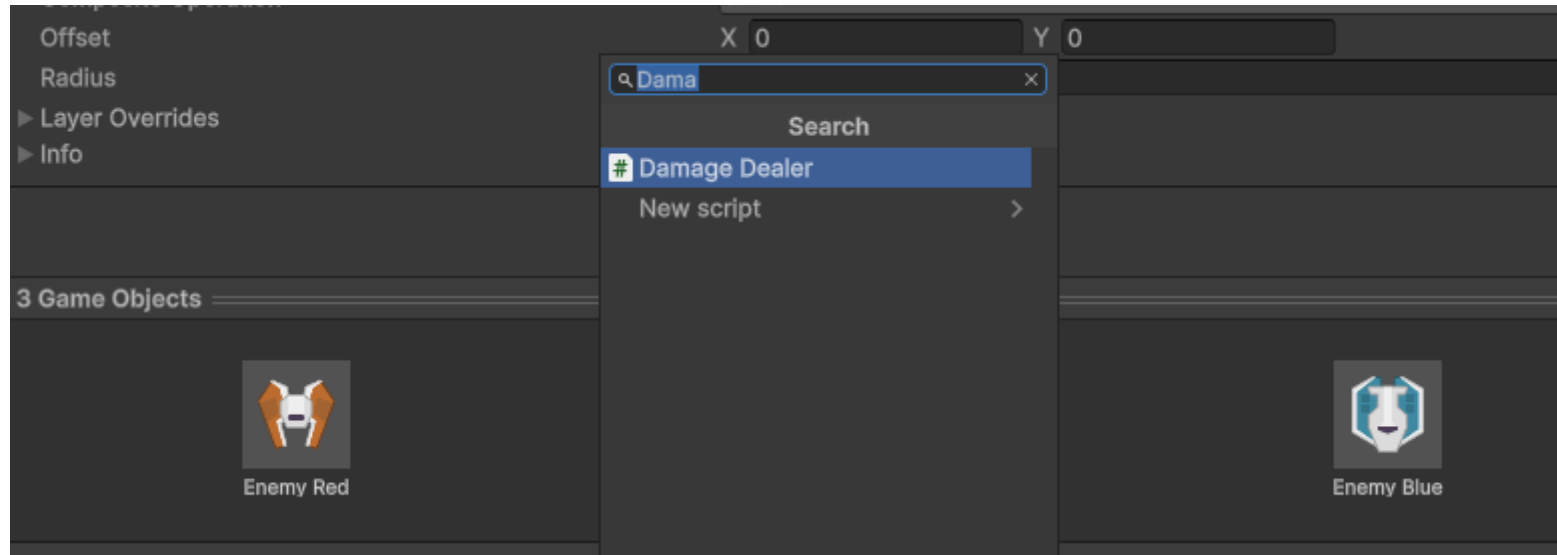 Offset X 0 Y 0
Radius
Dama
Layer Overrides
Search
Info
Damage Dealer
New script
3 Game Objects
Enemy Red Enemy Blue